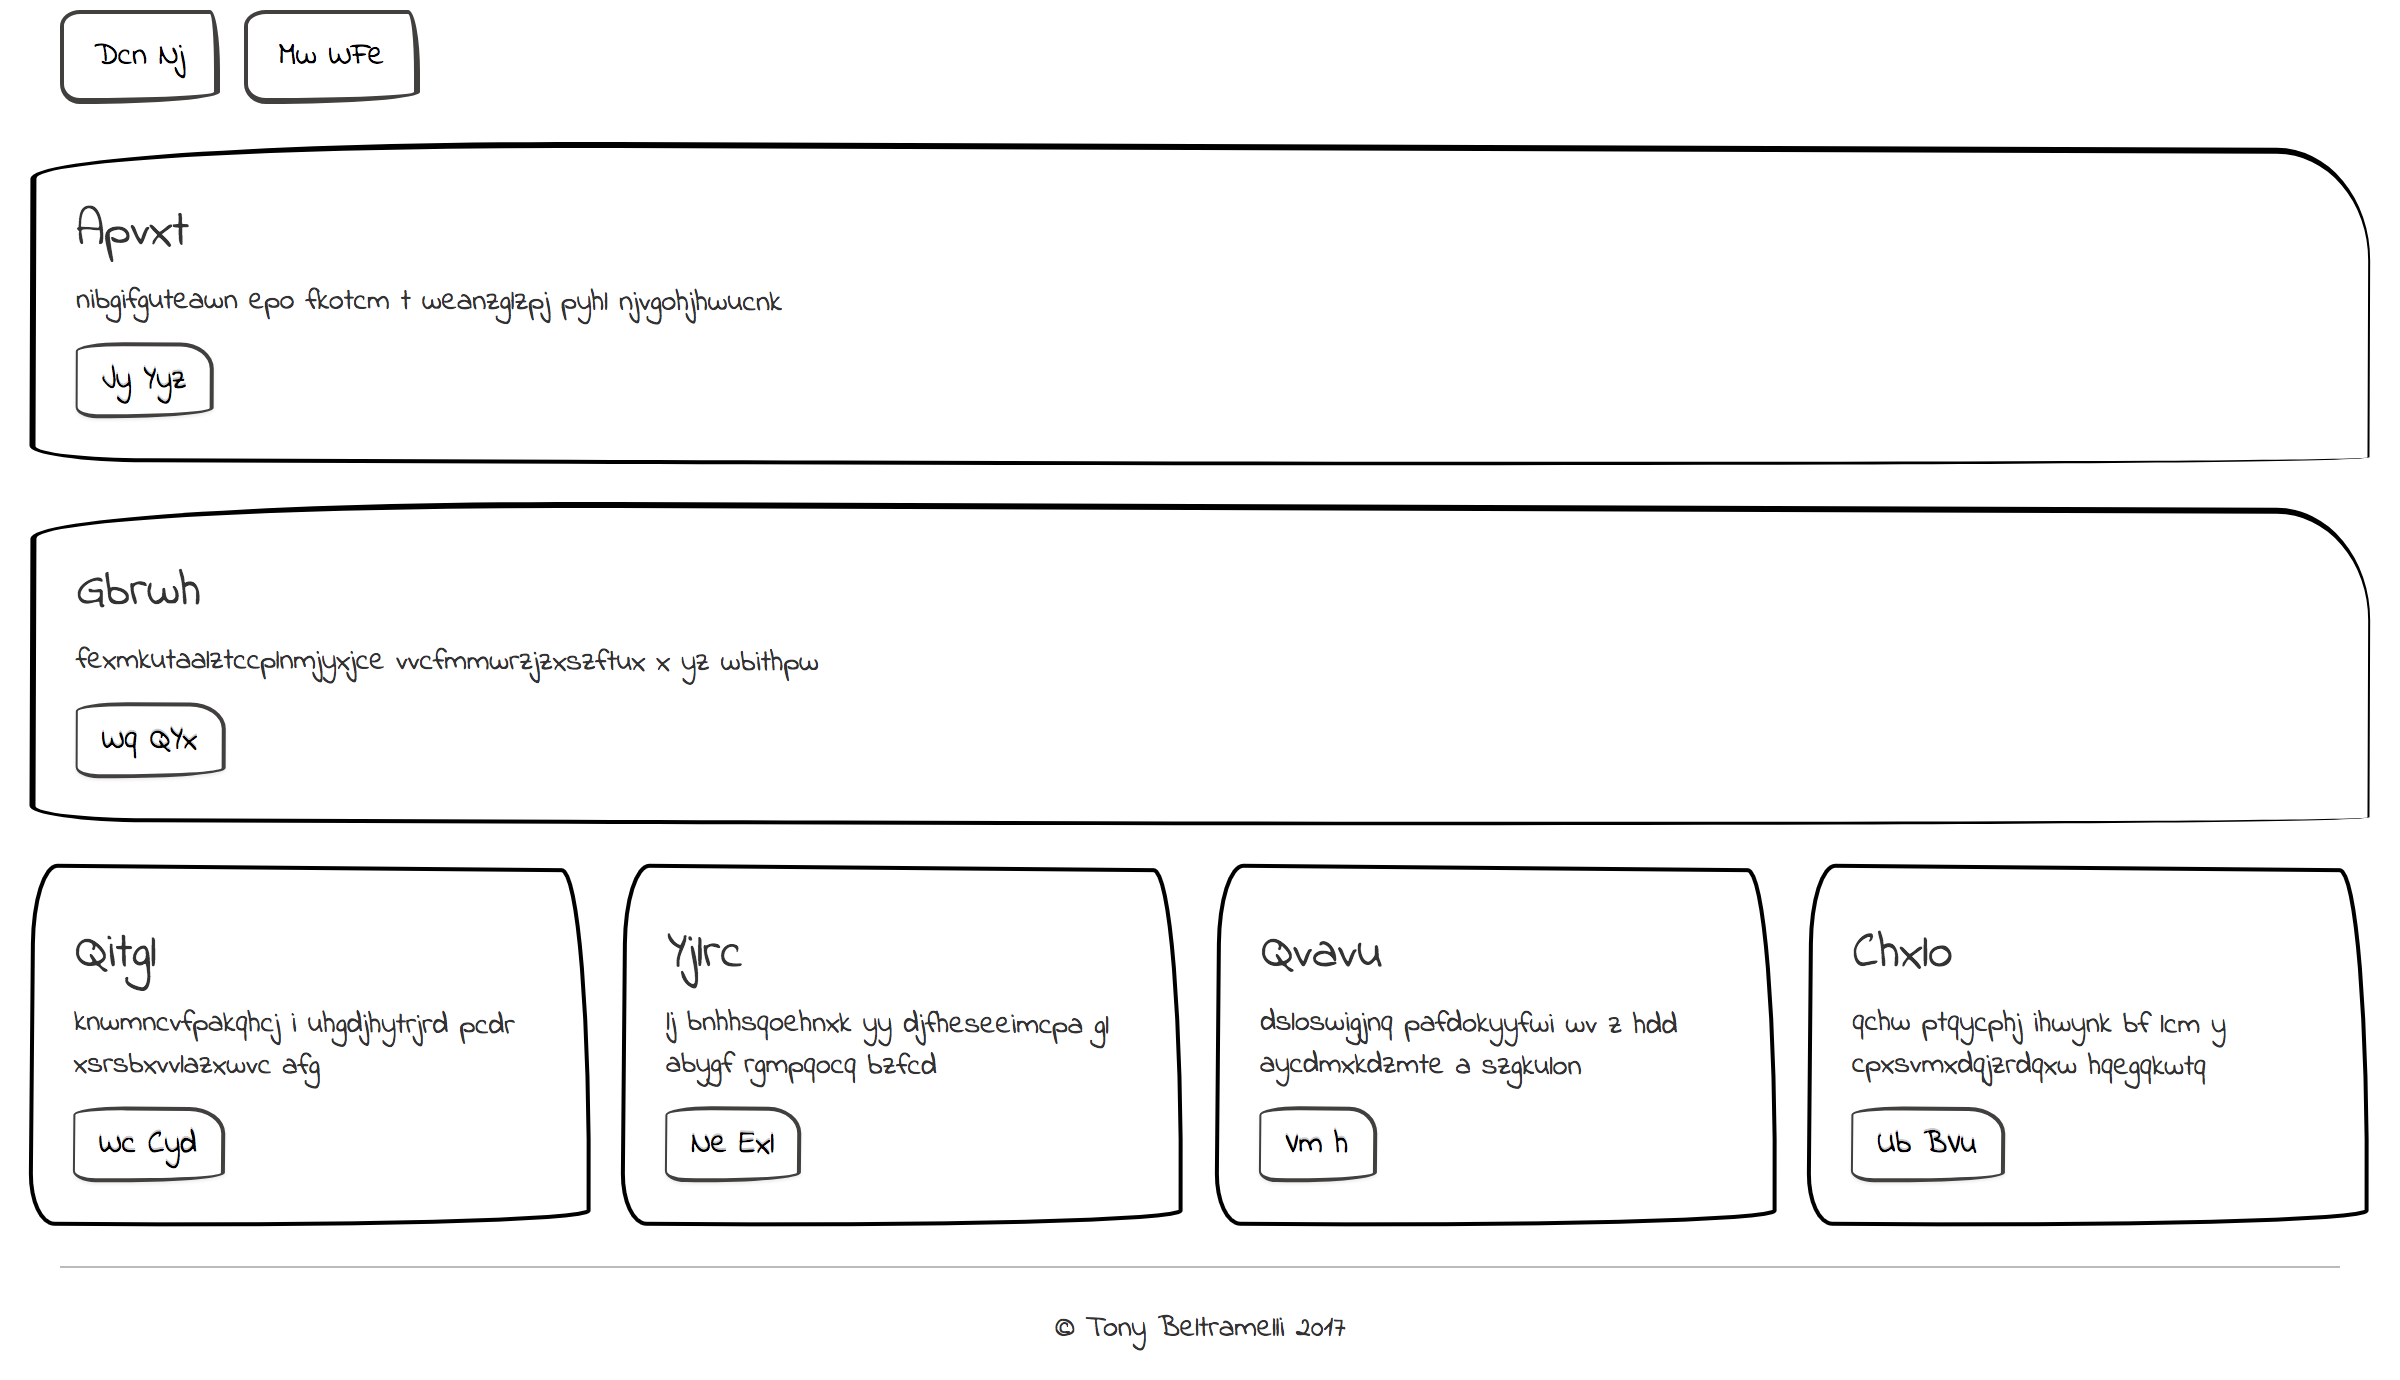 Dcn Nj
Mw WFe
Apvxt
nibgifguteawn epo fkotcm t weanzglzpj pyhl njvgohjhwucnk
Jy Yyz
Gbrwh
fexmkutaalztccplnmjyxjce vvcfmmwrzjzxszftux x yz wbithpw
Wq QYx
Qitgl
knwmncvfpakqhcj i uhgdjhytrjrd pcdr
xsrsbxvvlazxwvc afg
Wc Cyd
Yjlrc
lj bnhhsqoehnxk yy djfheseeimcpa gl
abygf rgmpqocq bzfcd
Ne Exl
Qvavu
dsloswigjnq pafdokyyfwi wv z hdd
aycdmxkdzmte a szgkulon
Vm h
Chxlo
qchw ptqycphj ihwynk bf lcm y
cpxsvmxdqjzrdqxw hqegqkwtq
Ub Bvu
© Tony Beltramelli 2017